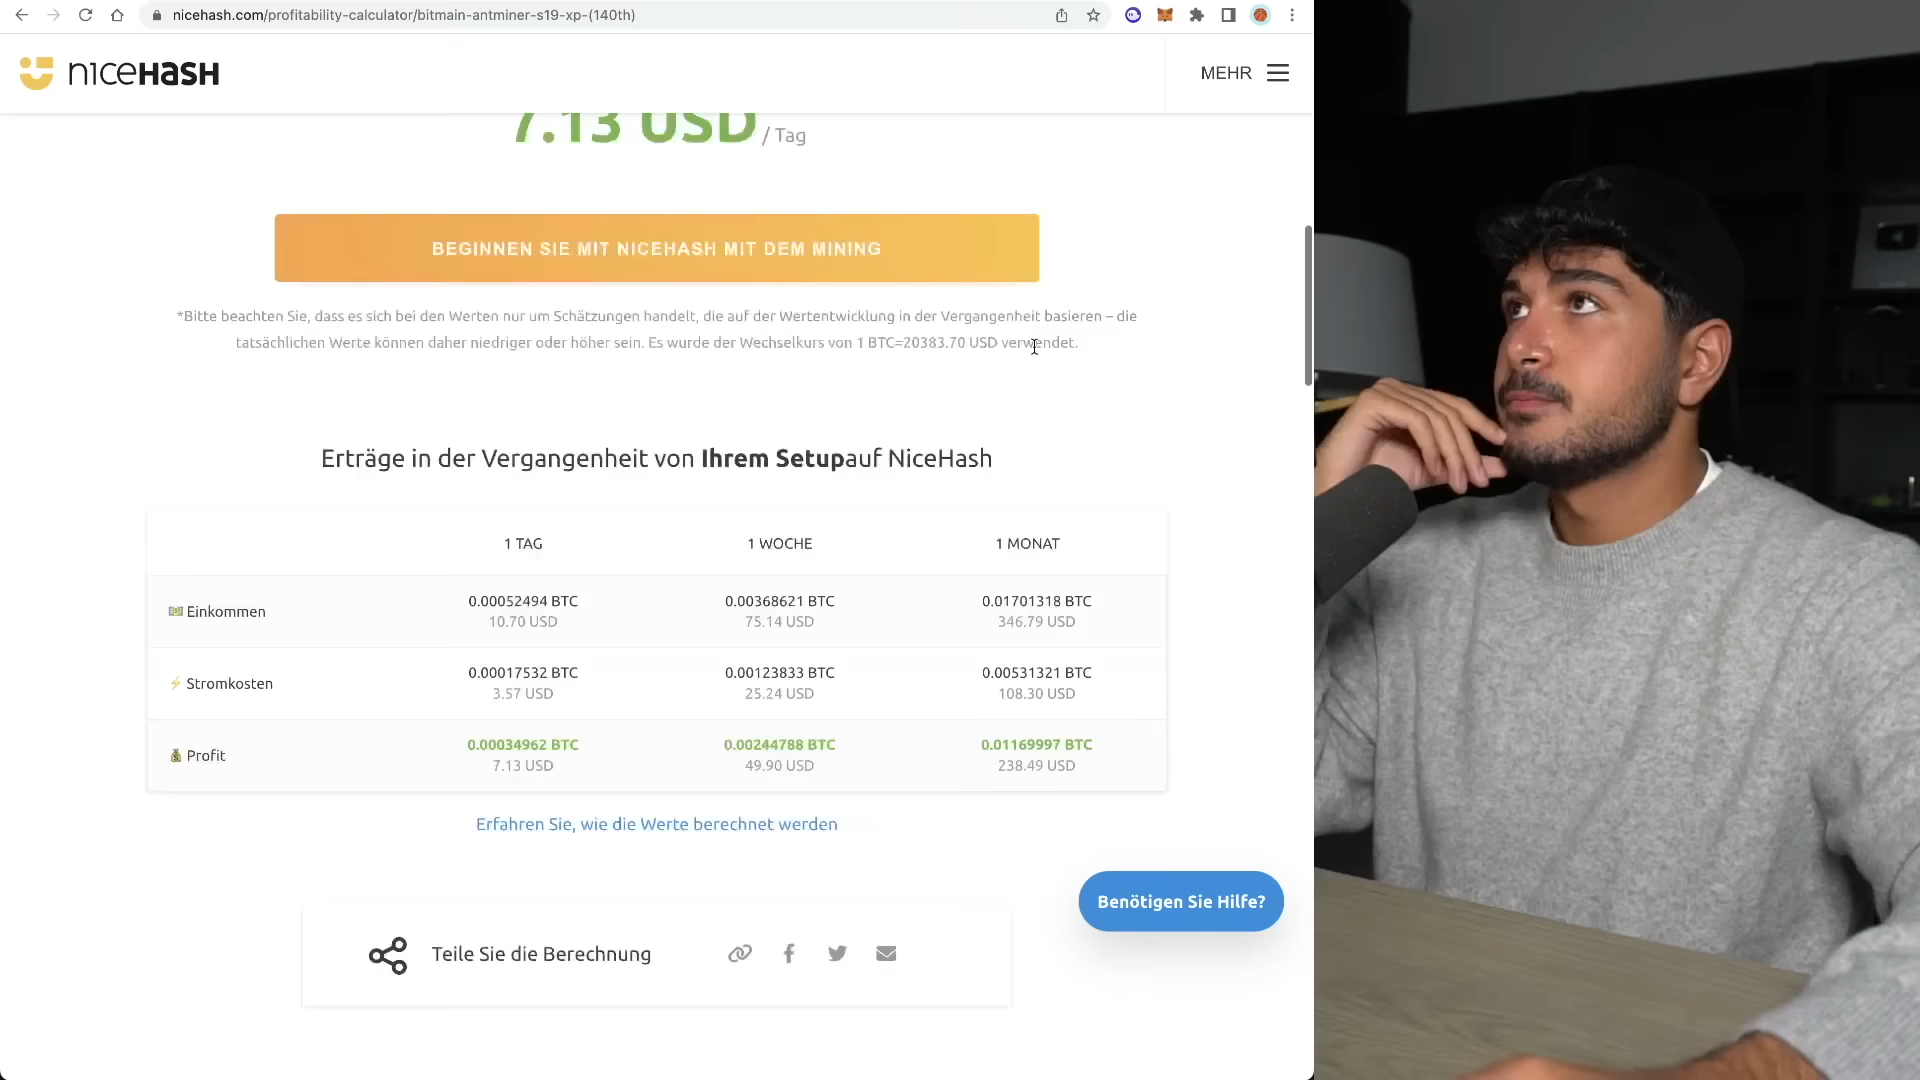 nicehash.com/profitability-calculator/bitmain-antminer-s19-xp-(140th)
niceHasH
MEHR
7.13 USD / Tag
BEGINNEN SIE MIT NICEHASH MIT DEM MINING
*Bitte beachten Sie, dass es sich bei den Werten nur um Schätzungen handelt, die auf der Wertentwicklung in der Vergangenheit basieren – die
tatsächlichen Werte können daher niedriger oder höher sein. Es wurde der Wechselkurs von 1 BTC=20383.70 USD verwendet.
Erträge in der Vergangenheit von Ihrem Setupauf NiceHash
1 TAG 1 WOCHE 1 MONAT
0.00052494 BTC 0.00368621 BTC 0.01701318 BTC
Einkommen
10.70 USD 75.14 USD 346.79 USD
0.00017532 BTC 0.00123833 BTC 0.00531321 BTC
Stromkosten
3.57 USD 25.24 USD 108.30 USD
0.00034962 BTC 0.00244788 BTC 0.01169997 BTC
Profit
7.13 USD 49.90 USD 238.49 USD
Erfahren Sie, wie die Werte berechnet werden
Benötigen Sie Hilfe?
Teile Sie die Berechnung